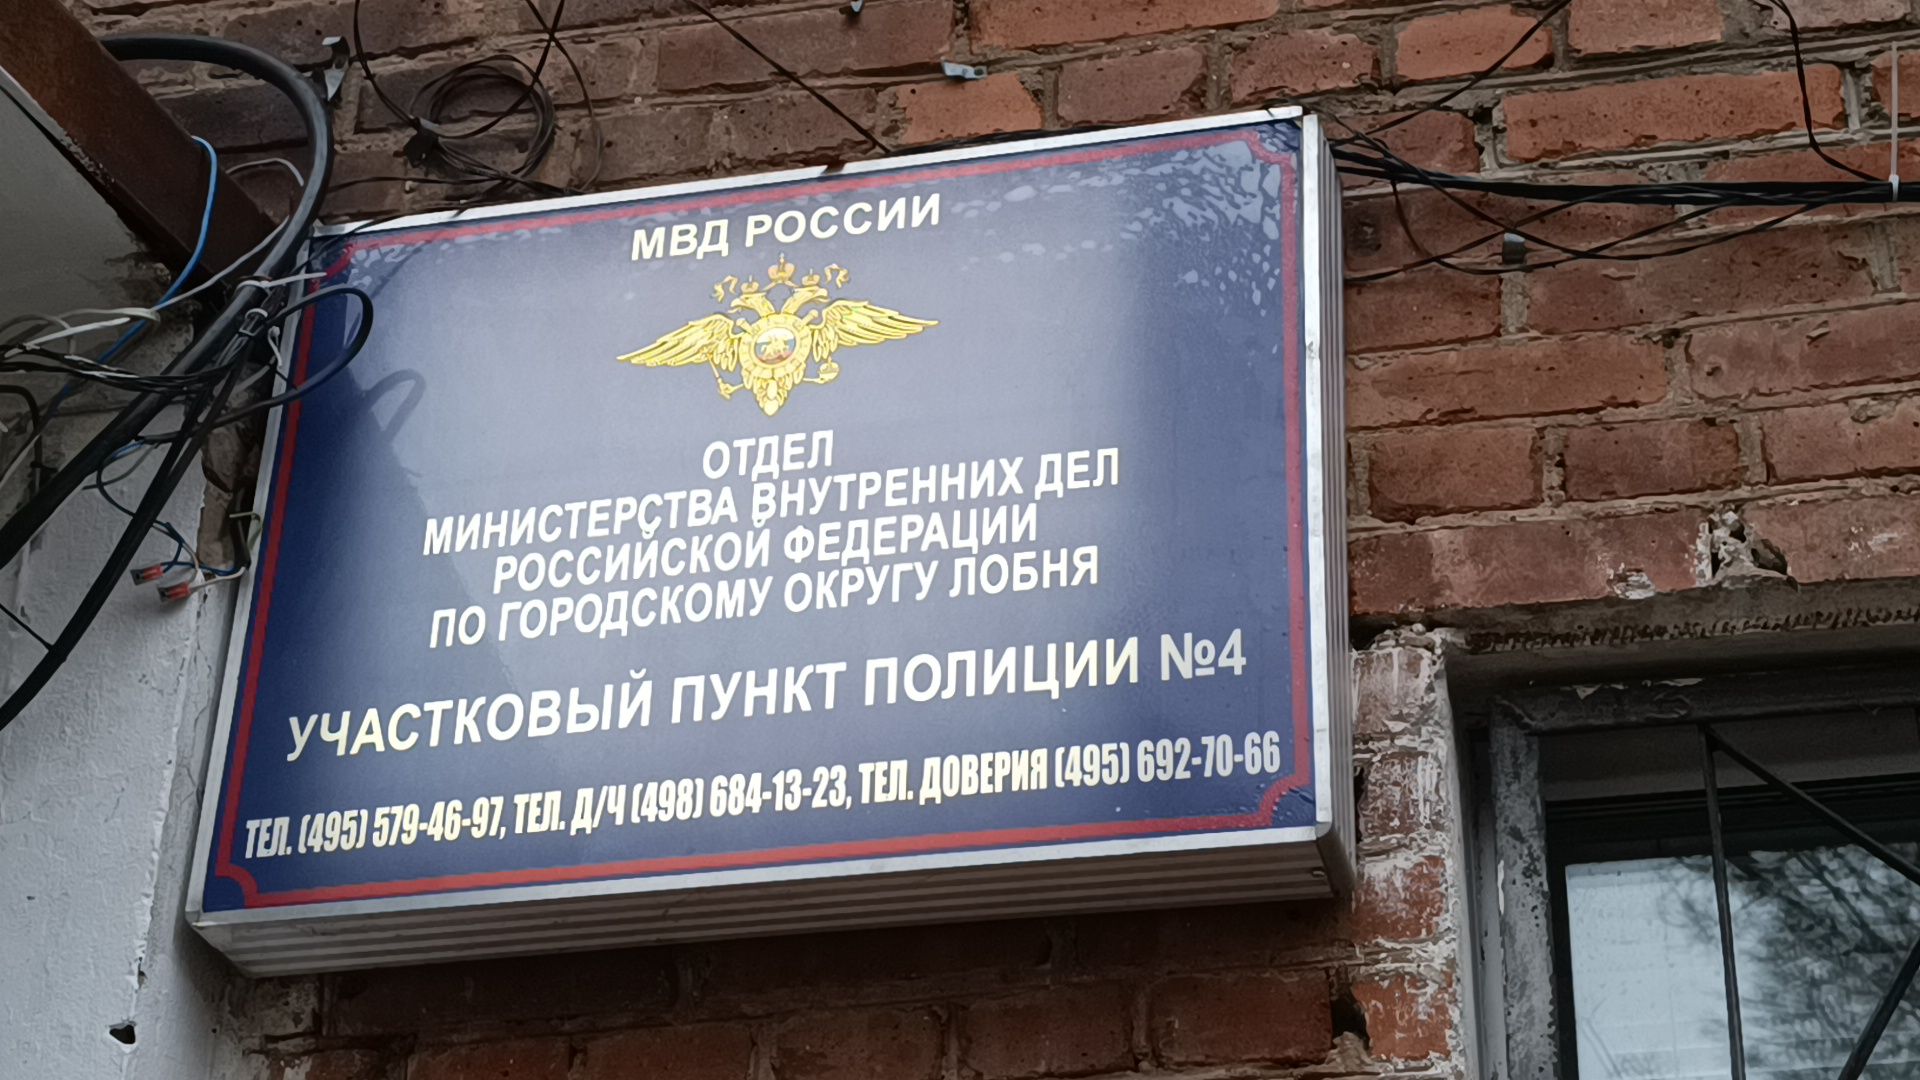 МВД РОССИИ
ОТДЕЛ
МИНИСТЕРСТВА ВНУТРЕННИХ ДЕЛ
РОССИЙСКОЙ ФЕДЕРАЦИИ
ПО ГОРОДСКОМУ ОКРУГУ ЛОБНЯ
УЧАСТКОВЫЙ ПУНКТ ПОЛИЦИИ №4
ТЕЛ. (495) 579-46-97, ТЕЛ. Д/Ч (498) 684-13-23, ТЕЛ. ДОВЕРИЯ (495) 692-70-66